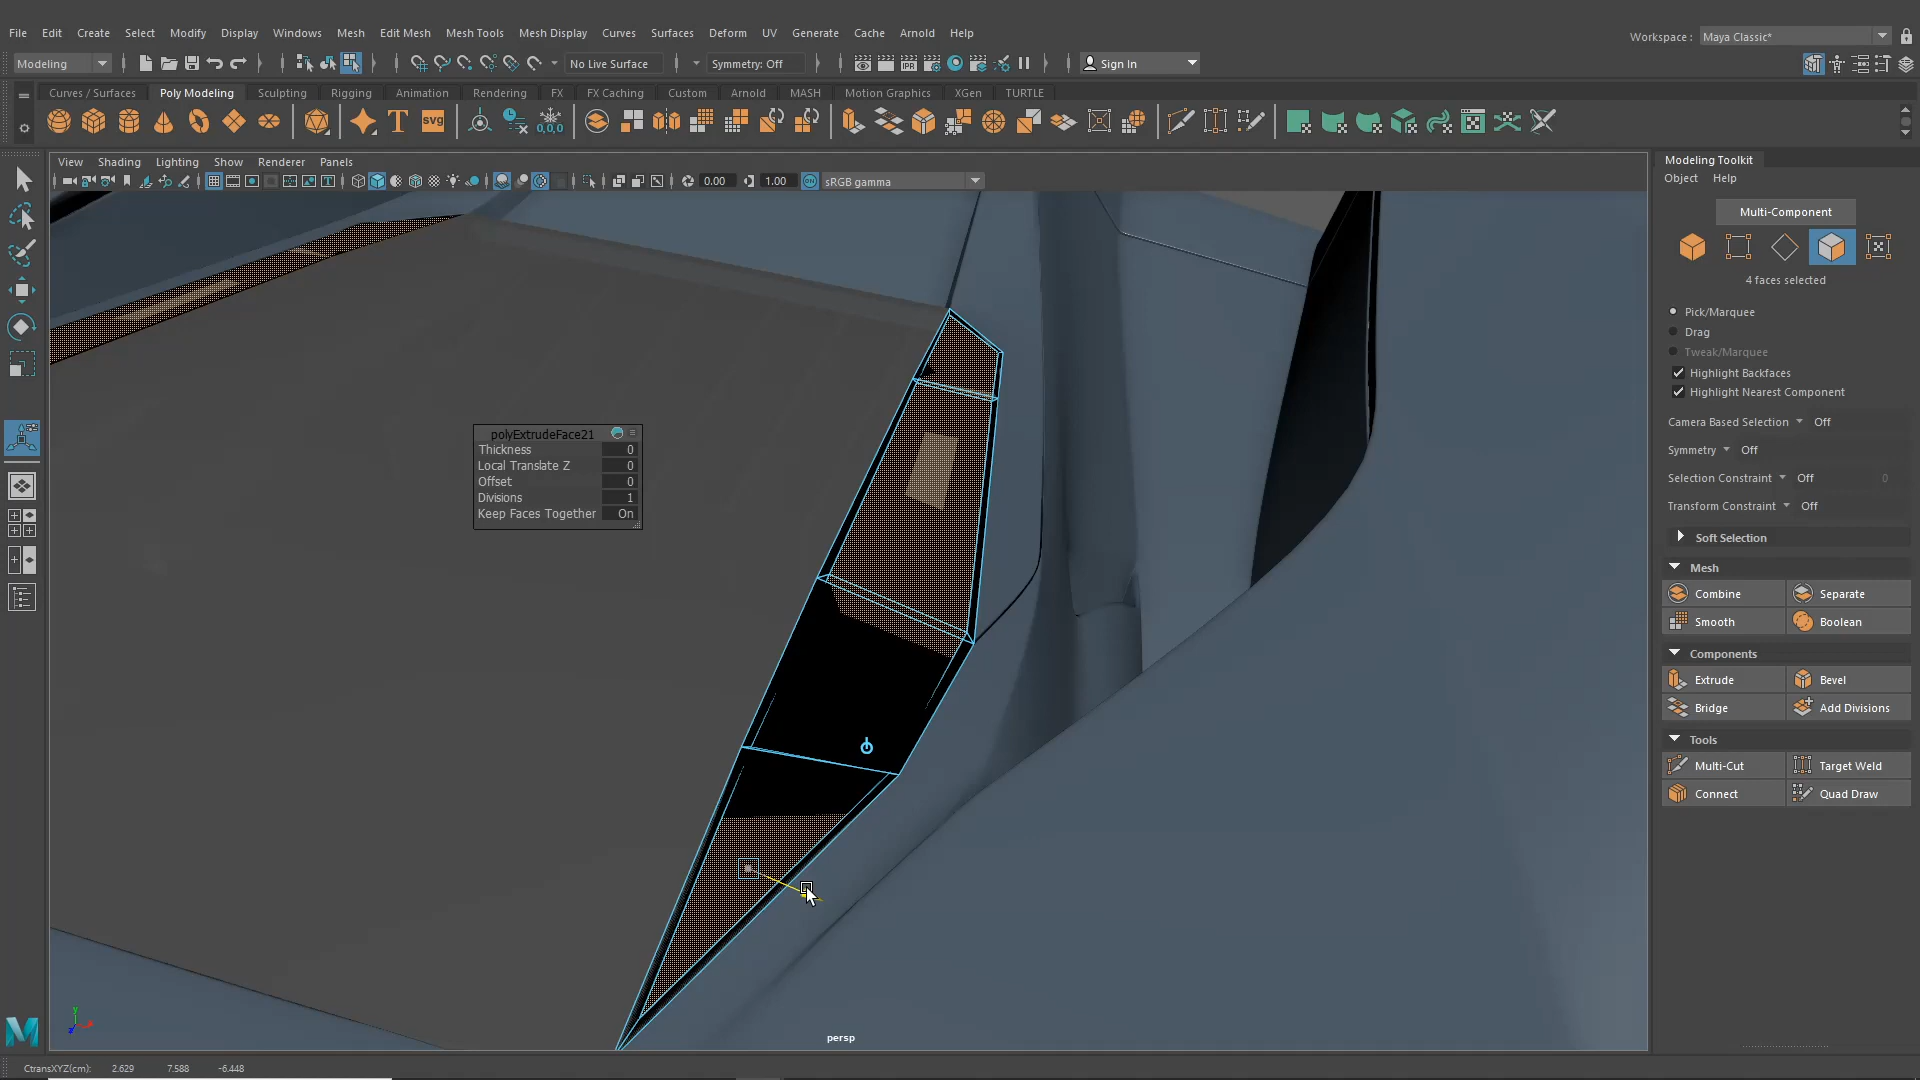 File Edit Create Select Modify Display Windows Mesh Edit Mesh Mesh Tools Mesh Display Curves Surfaces Deform UV Generate Cache Arnold Help
Workspace : Maya Classic*
Modeling No Live Surface Symmetry: Off Sign In
Curves / Surfaces Poly Modeling Sculpting Rigging Animation Rendering FX FX Caching Custom Arnold MASH Motion Graphics XGen TURTLE
View Shading Lighting Show Renderer Panels
0.00 1.00 sRGB gamma
polyExtrudeFace21
Thickness 0
Local Translate Z 0
Offset 0
Divisions 1
Keep Faces Together On
persp
Modeling Toolkit
Object Help
Multi-Component
4 faces selected
Pick/Marquee
Drag
Tweak/Marquee
Highlight Backfaces
Highlight Nearest Component
Camera Based Selection Off
Symmetry Off
Selection Constraint Off 0
Transform Constraint Off
Soft Selection
Mesh
Combine Separate
Smooth Boolean
Components
Extrude Bevel
Bridge Add Divisions
Tools
Multi-Cut Target Weld
Connect Quad Draw
CtransXYZ(cm): 2.629 7.588 -6.448